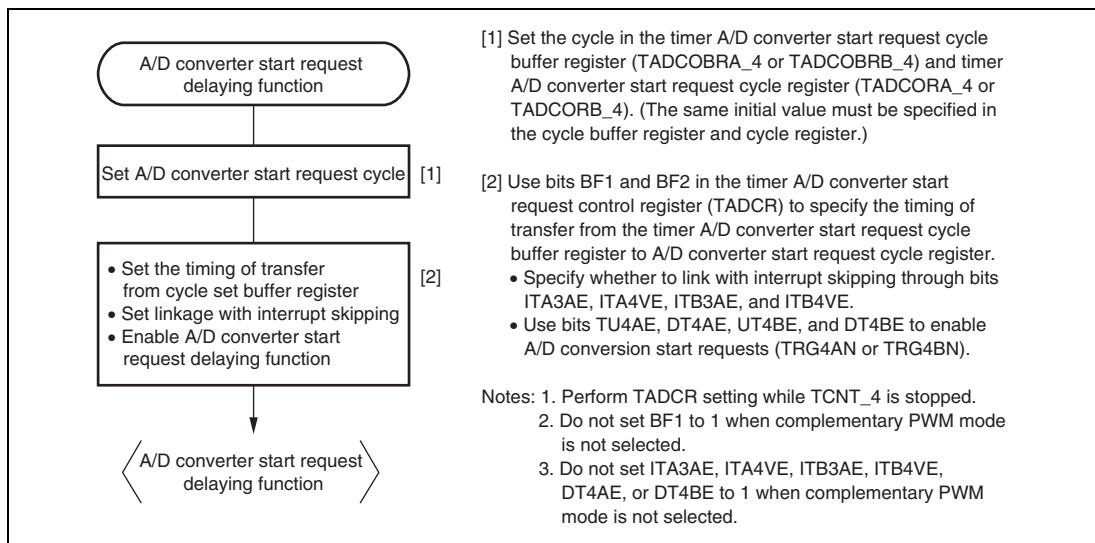 A/D converter start request
delaying function
Set A/D converter start request cycle [1]
• Set the timing of transfer
from cycle set buffer register
• Set linkage with interrupt skipping
• Enable A/D converter start
request delaying function
[2]
A/D converter start request
delaying function
[1] Set the cycle in the timer A/D converter start request cycle
buffer register (TADCOBRA_4 or TADCOBRB_4) and timer
A/D converter start request cycle register (TADCORA_4 or
TADCORB_4). (The same initial value must be specified in
the cycle buffer register and cycle register.)
[2] Use bits BF1 and BF2 in the timer A/D converter start
request control register (TADCR) to specify the timing of
transfer from the timer A/D converter start request cycle
buffer register to A/D converter start request cycle register.
• Specify whether to link with interrupt skipping through bits
ITA3AE, ITA4VE, ITB3AE, and ITB4VE.
• Use bits TU4AE, DT4AE, UT4BE, and DT4BE to enable
A/D conversion start requests (TRG4AN or TRG4BN).
Notes: 1. Perform TADCR setting while TCNT_4 is stopped.
2. Do not set BF1 to 1 when complementary PWM mode
is not selected.
3. Do not set ITA3AE, ITA4VE, ITB3AE, ITB4VE,
DT4AE, or DT4BE to 1 when complementary PWM
mode is not selected.